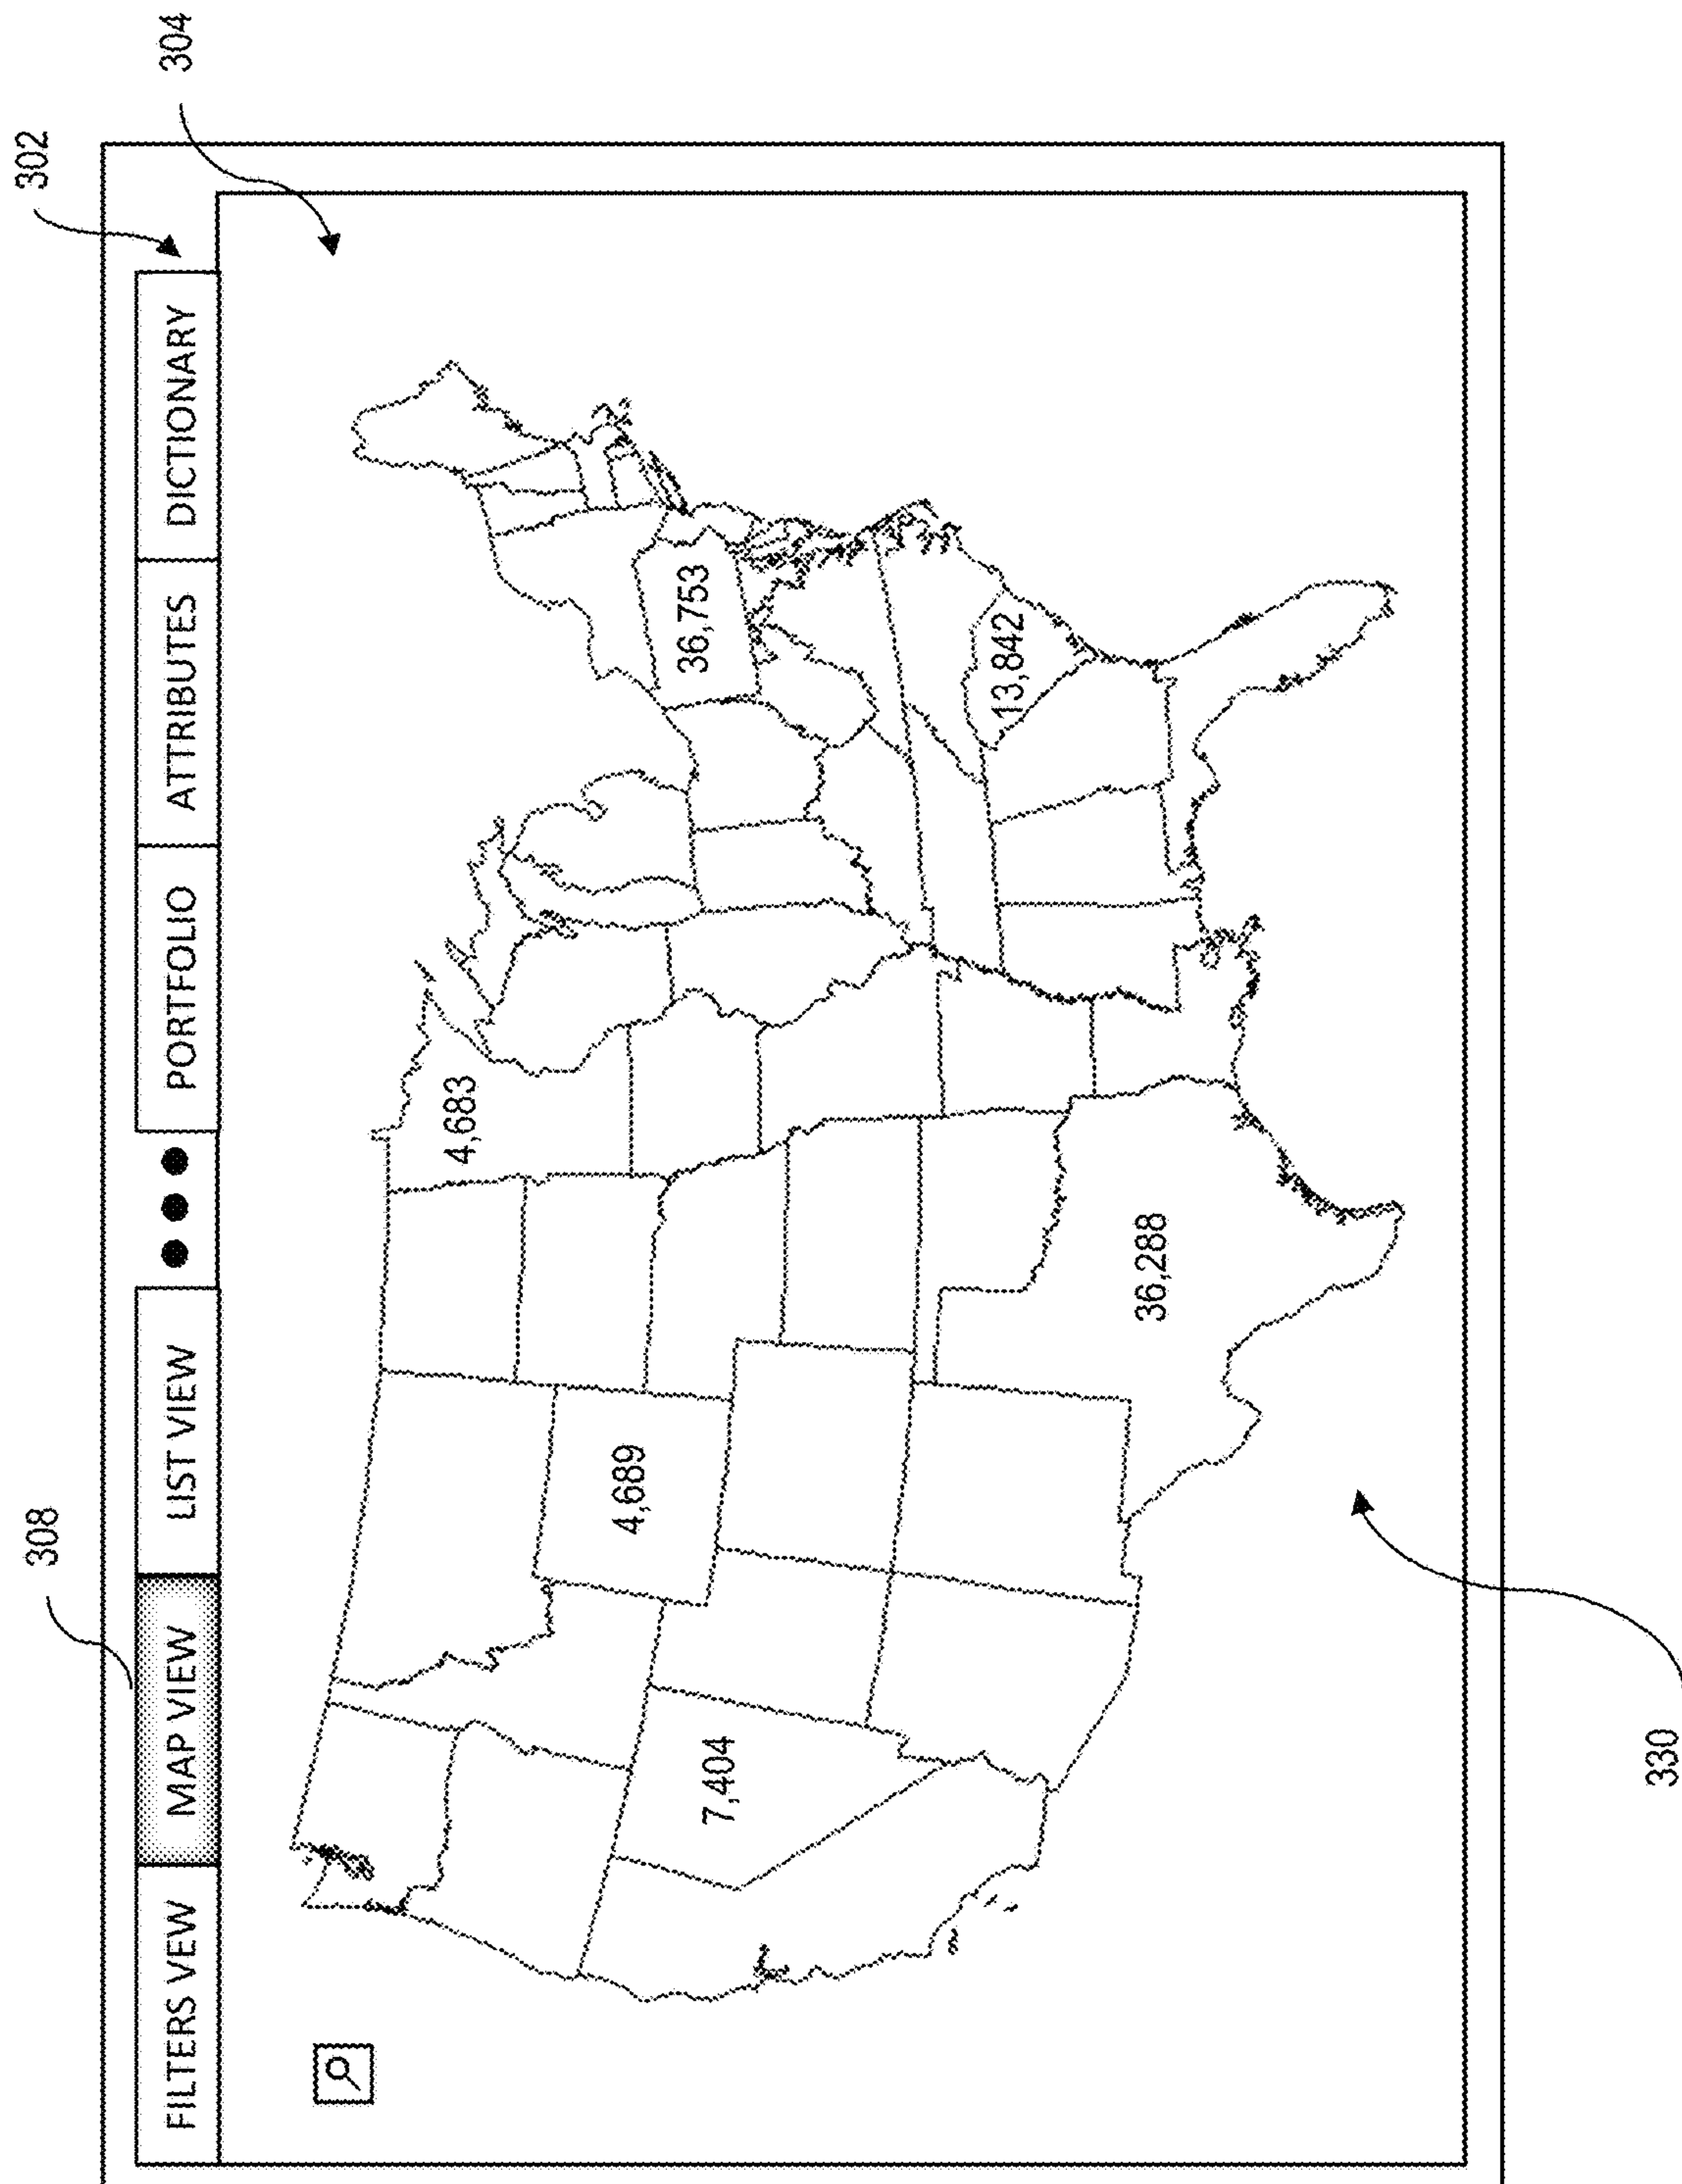 302
304
308
FILTERS VEW
MAP VIEW
LIST VIEW
PORTFOLIO
ATTRIBUTES
DICTIONARY
4,683
36,753
4,689
7,404
13,842
36,288
330